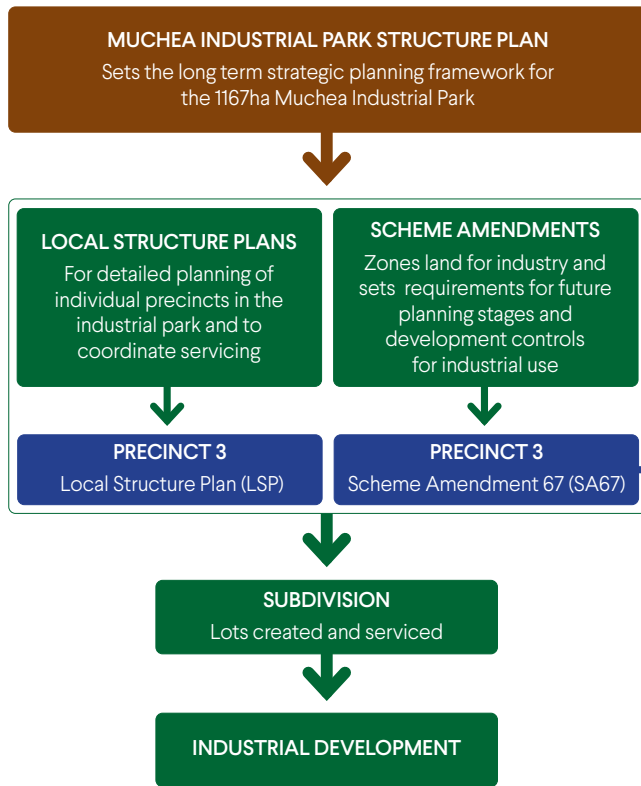 MUCHEA INDUSTRIAL PARK STRUCTURE PLAN
Sets the long term strategic planning framework for
the 1167ha Muchea Industrial Park
LOCAL STRUCTURE PLANS
For detailed planning of
individual precincts in the
industrial park and to
coordinate servicing
SCHEME AMENDMENTS
Zones land for industry and
sets requirements for future
planning stages and
development controls
for industrial use
PRECINCT 3
Local Structure Plan (LSP)
PRECINCT 3
Scheme Amendment 67 (SA67)
SUBDIVISION
Lots created and serviced
INDUSTRIAL DEVELOPMENT